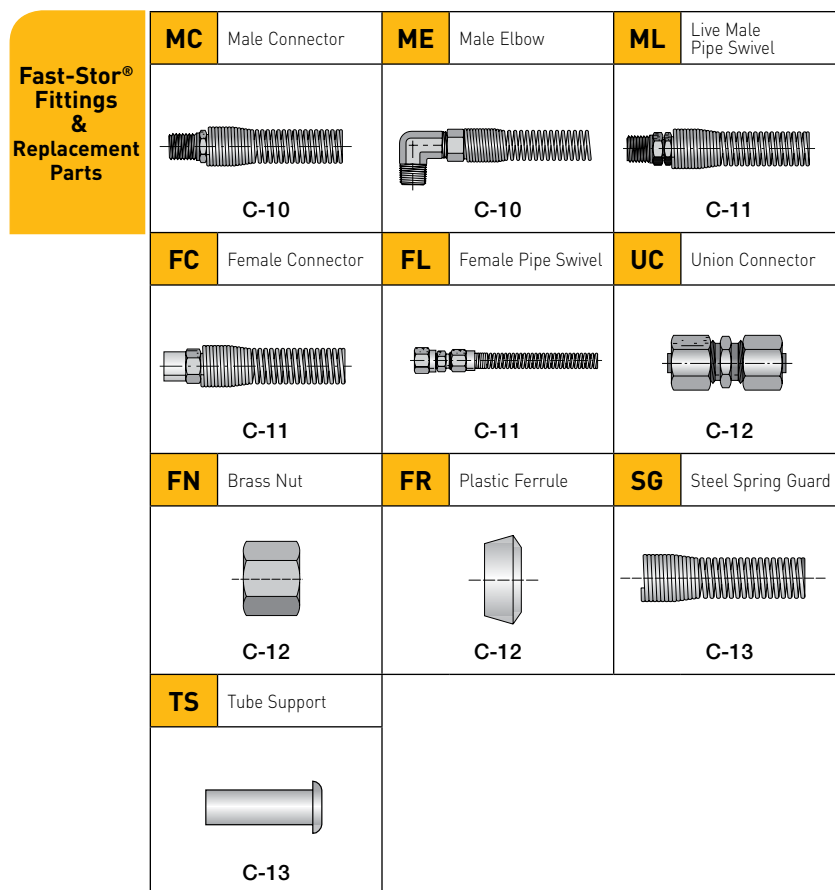 Fast-Stor®
Fittings
&
Replacement
Parts
MC Male Connector
ME Male Elbow
ML Live Male
Pipe Swivel
C-10
C-10
C-11
FC Female Connector
FL Female Pipe Swivel
UC Union Connector
C-11
C-11
C-12
FN Brass Nut
FR Plastic Ferrule
SG Steel Spring Guard
C-12
C-12
C-13
TS Tube Support
C-13